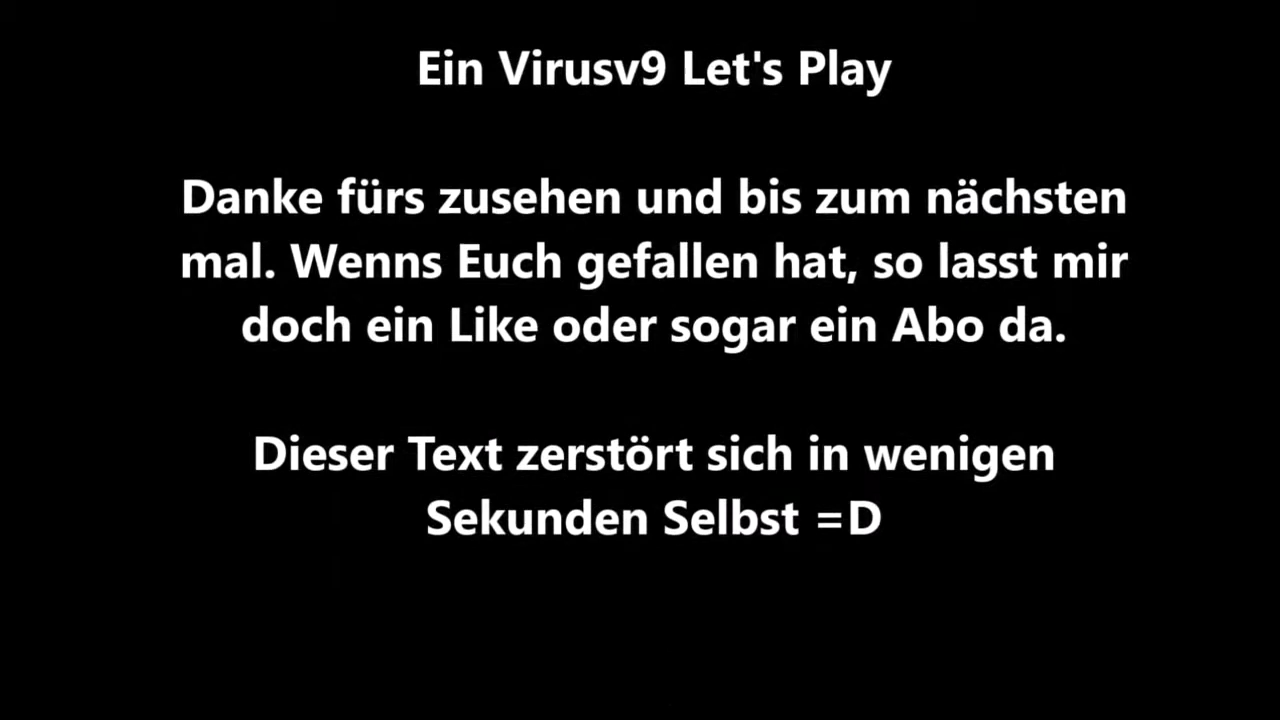 Ein Virusv9 Let's Play
Danke fürs zusehen und bis zum nächsten
mal. Wenns Euch gefallen hat, so lasst mir
doch ein Like oder sogar ein Abo da.
Dieser Text zerstört sich in wenigen
Sekunden Selbst =D